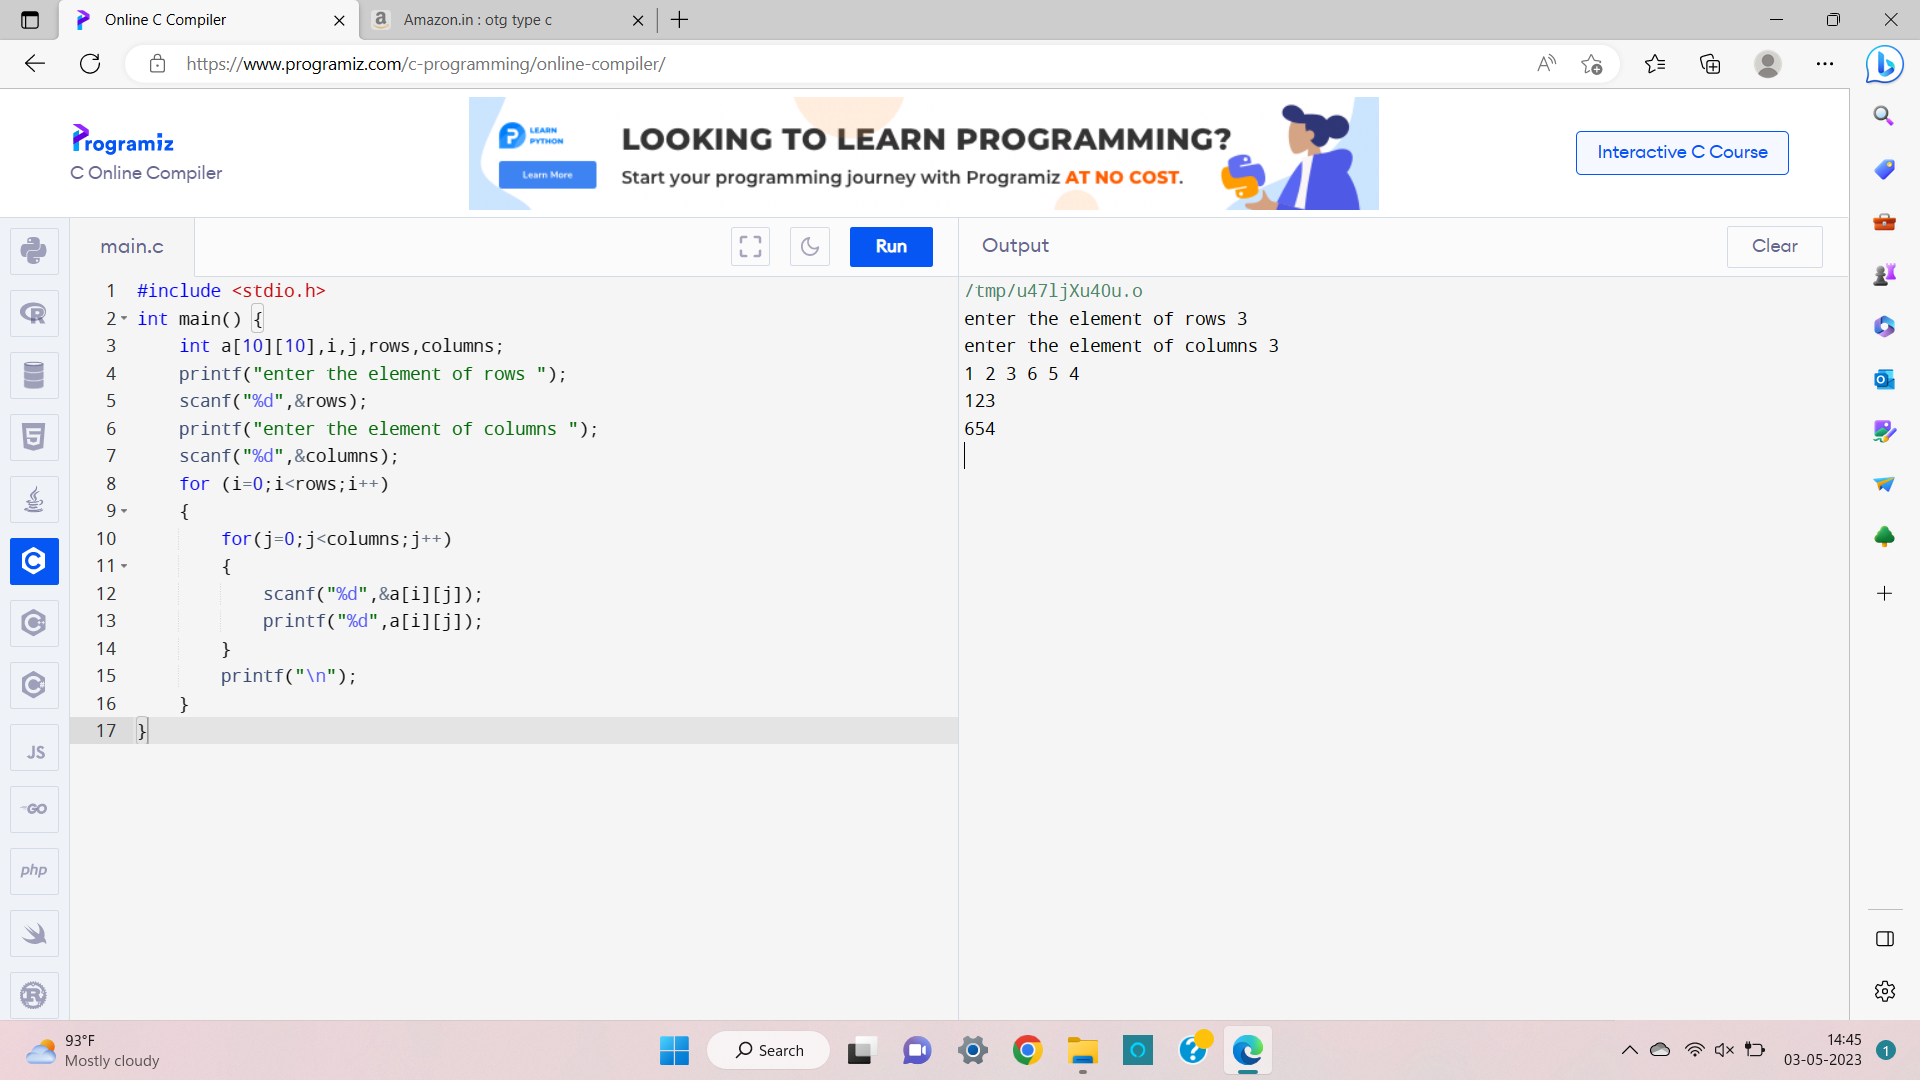 Online C Compiler
Amazon.in : otg type c
https://www.programiz.com/c-programming/online-compiler/
Programiz
C Online Compiler
LEARN
PYTHON
Learn More
LOOKING TO LEARN PROGRAMMING?
Start your programming journey with Programiz AT NO COST.
Interactive C Course
main.c
Run
Output
Clear
1 #include <stdio.h>
2 int main() {
3 int a[10][10],i,j,rows,columns;
4 printf("enter the element of rows ");
5 scanf("%d",&rows);
6 printf("enter the element of columns ");
7 scanf("%d",&columns);
8 for (i=0;i<rows;i++)
9 {
10 for(j=0;j<columns;j++)
11 {
12 scanf("%d",&a[i][j]);
13 printf("%d",a[i][j]);
14 }
15 printf("\n");
16 }
17 }
/tmp/u47ljXu4Ou.o
enter the element of rows 3
enter the element of columns 3
1 2 3 6 5 4
123
654
JS
GO
php
93°F
Mostly cloudy
Search
14:45
03-05-2023
1